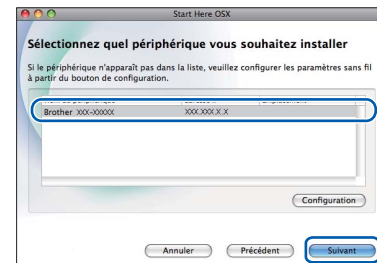 Start Here OSX
Sélectionnez quel périphérique vous souhaitez installer
Si le périphérique n'apparaît pas dans la liste, veuillez configurer les paramètres sans fil
à partir du bouton de configuration.
Brother XXX-XXXXX XXX.XXX.X.X
Configuration
Annuler Précédent Suivant